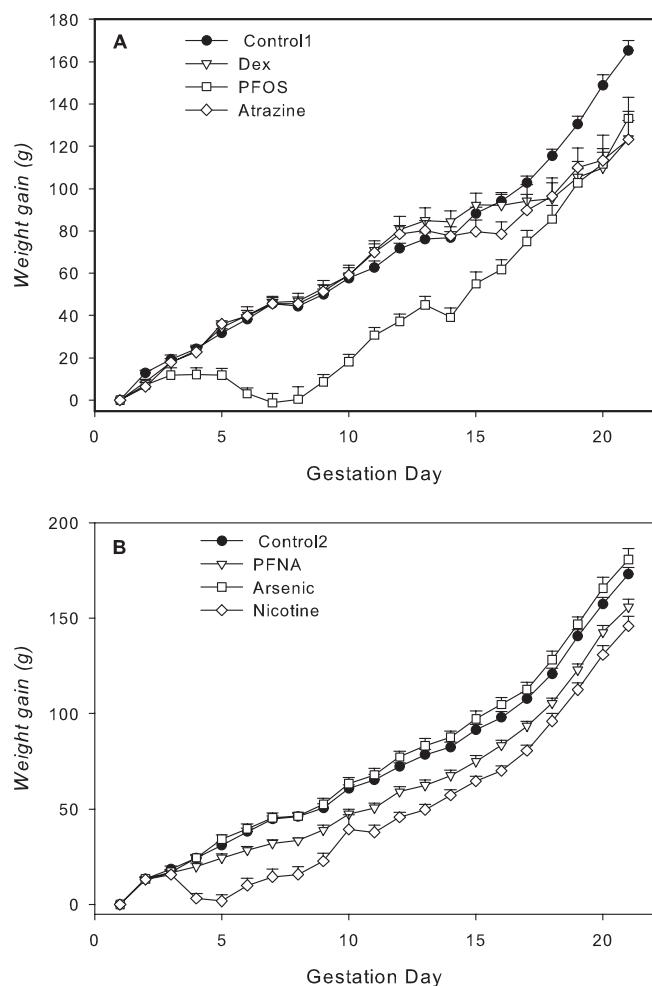 A
Control1
Dex
PFOS
Atrazine
180
160
140
120
100
80
60
40
20
0
Weight gain (g)
0 5 10 15 20
Gestation Day
B
Control2
PFNA
Arsenic
Nicotine
200
150
100
50
0
Weight gain (g)
0 5 10 15 20
Gestation Day